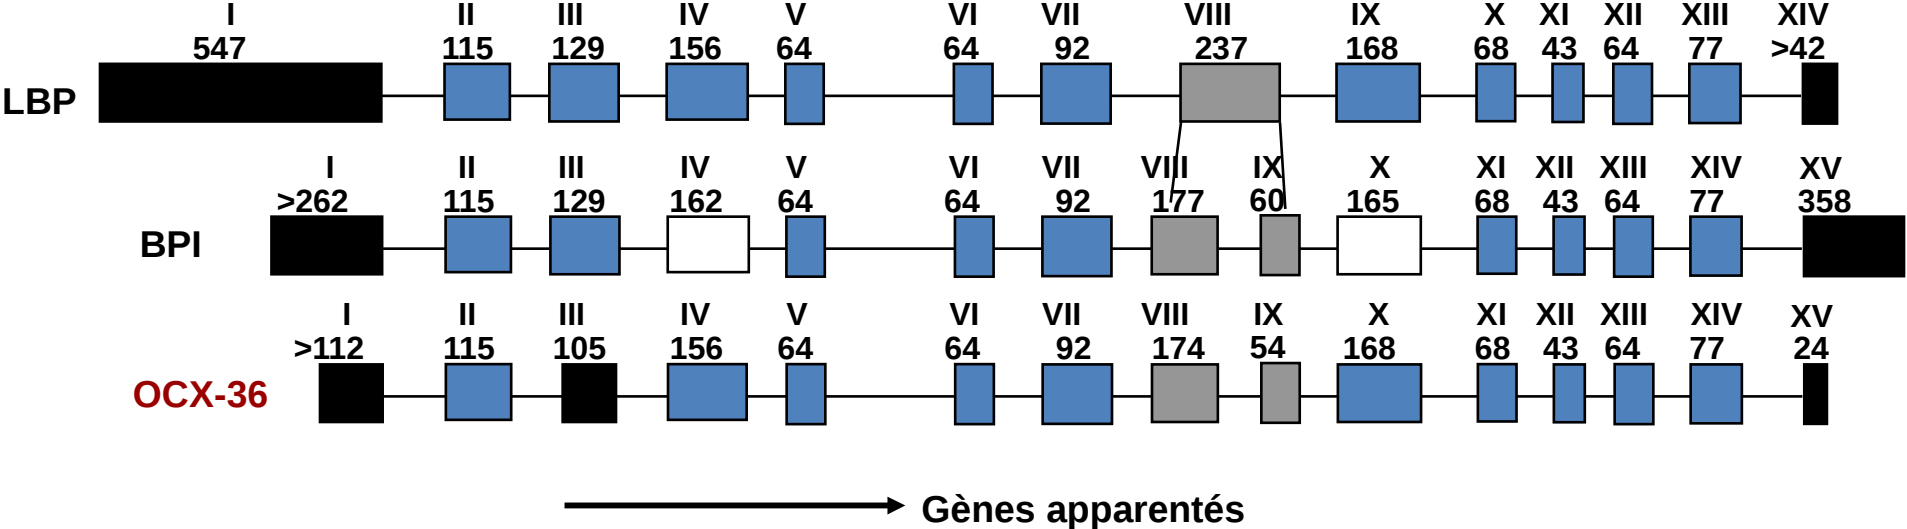 I II III IV V VI VII VIII IX X XI XII XIII XIV
547 115 129 156 64 64 92 237 168 68 43 64 77 >42
LBP
I II III IV V VI VII VIII IX X XI XII XIII XIV XV
>262 115 129 162 64 64 92 177 60 165 68 43 64 77 358
BPI
I II III IV V VI VII VIII IX X XI XII XIII XIV XV
>112 115 105 156 64 64 92 174 54 168 68 43 64 77 24
OCX-36
Gènes apparentés